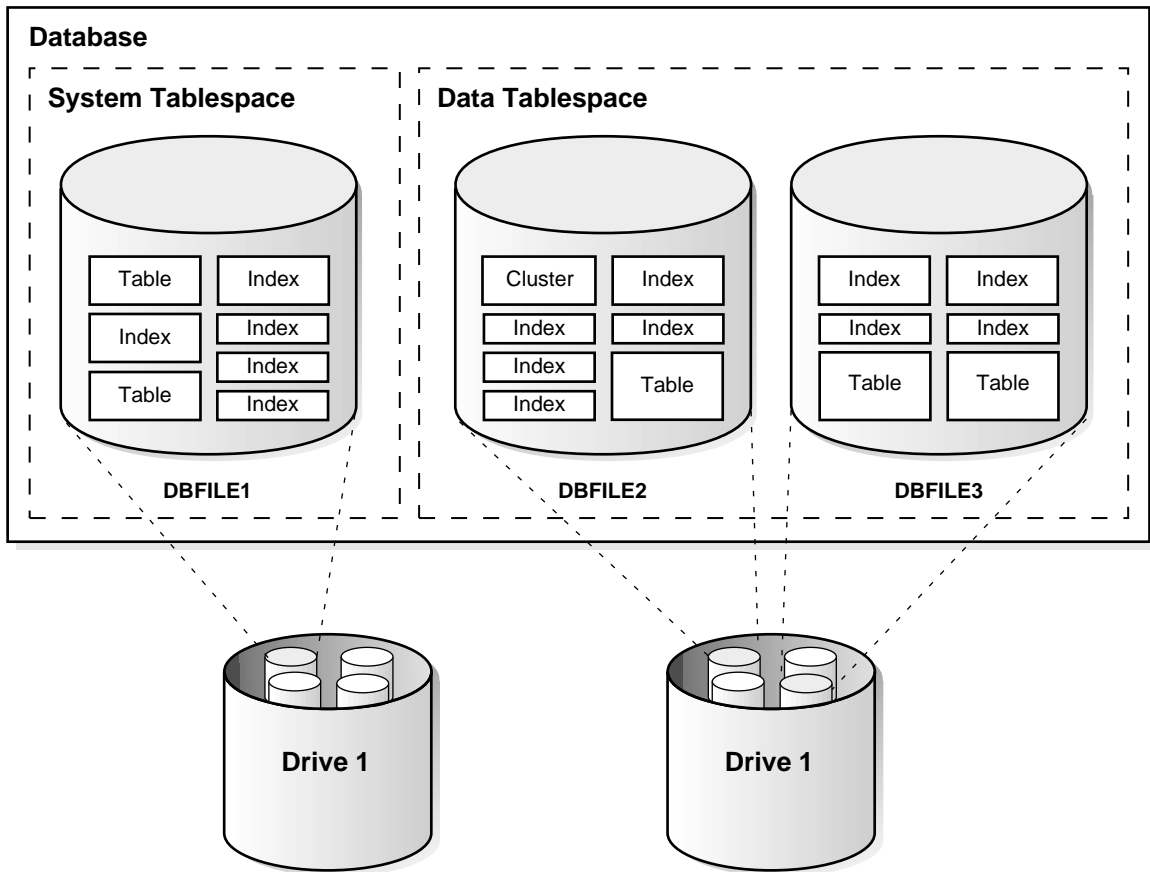 Database
System Tablespace
Data Tablespace
Table
Index
Index
Index
Index
Table
Index
Index
Cluster
Index
Index
Index
Index
Index
Table
Index
Index
Index
Index
Table
Table
DBFILE1
DBFILE2
DBFILE3
Drive 1
Drive 1